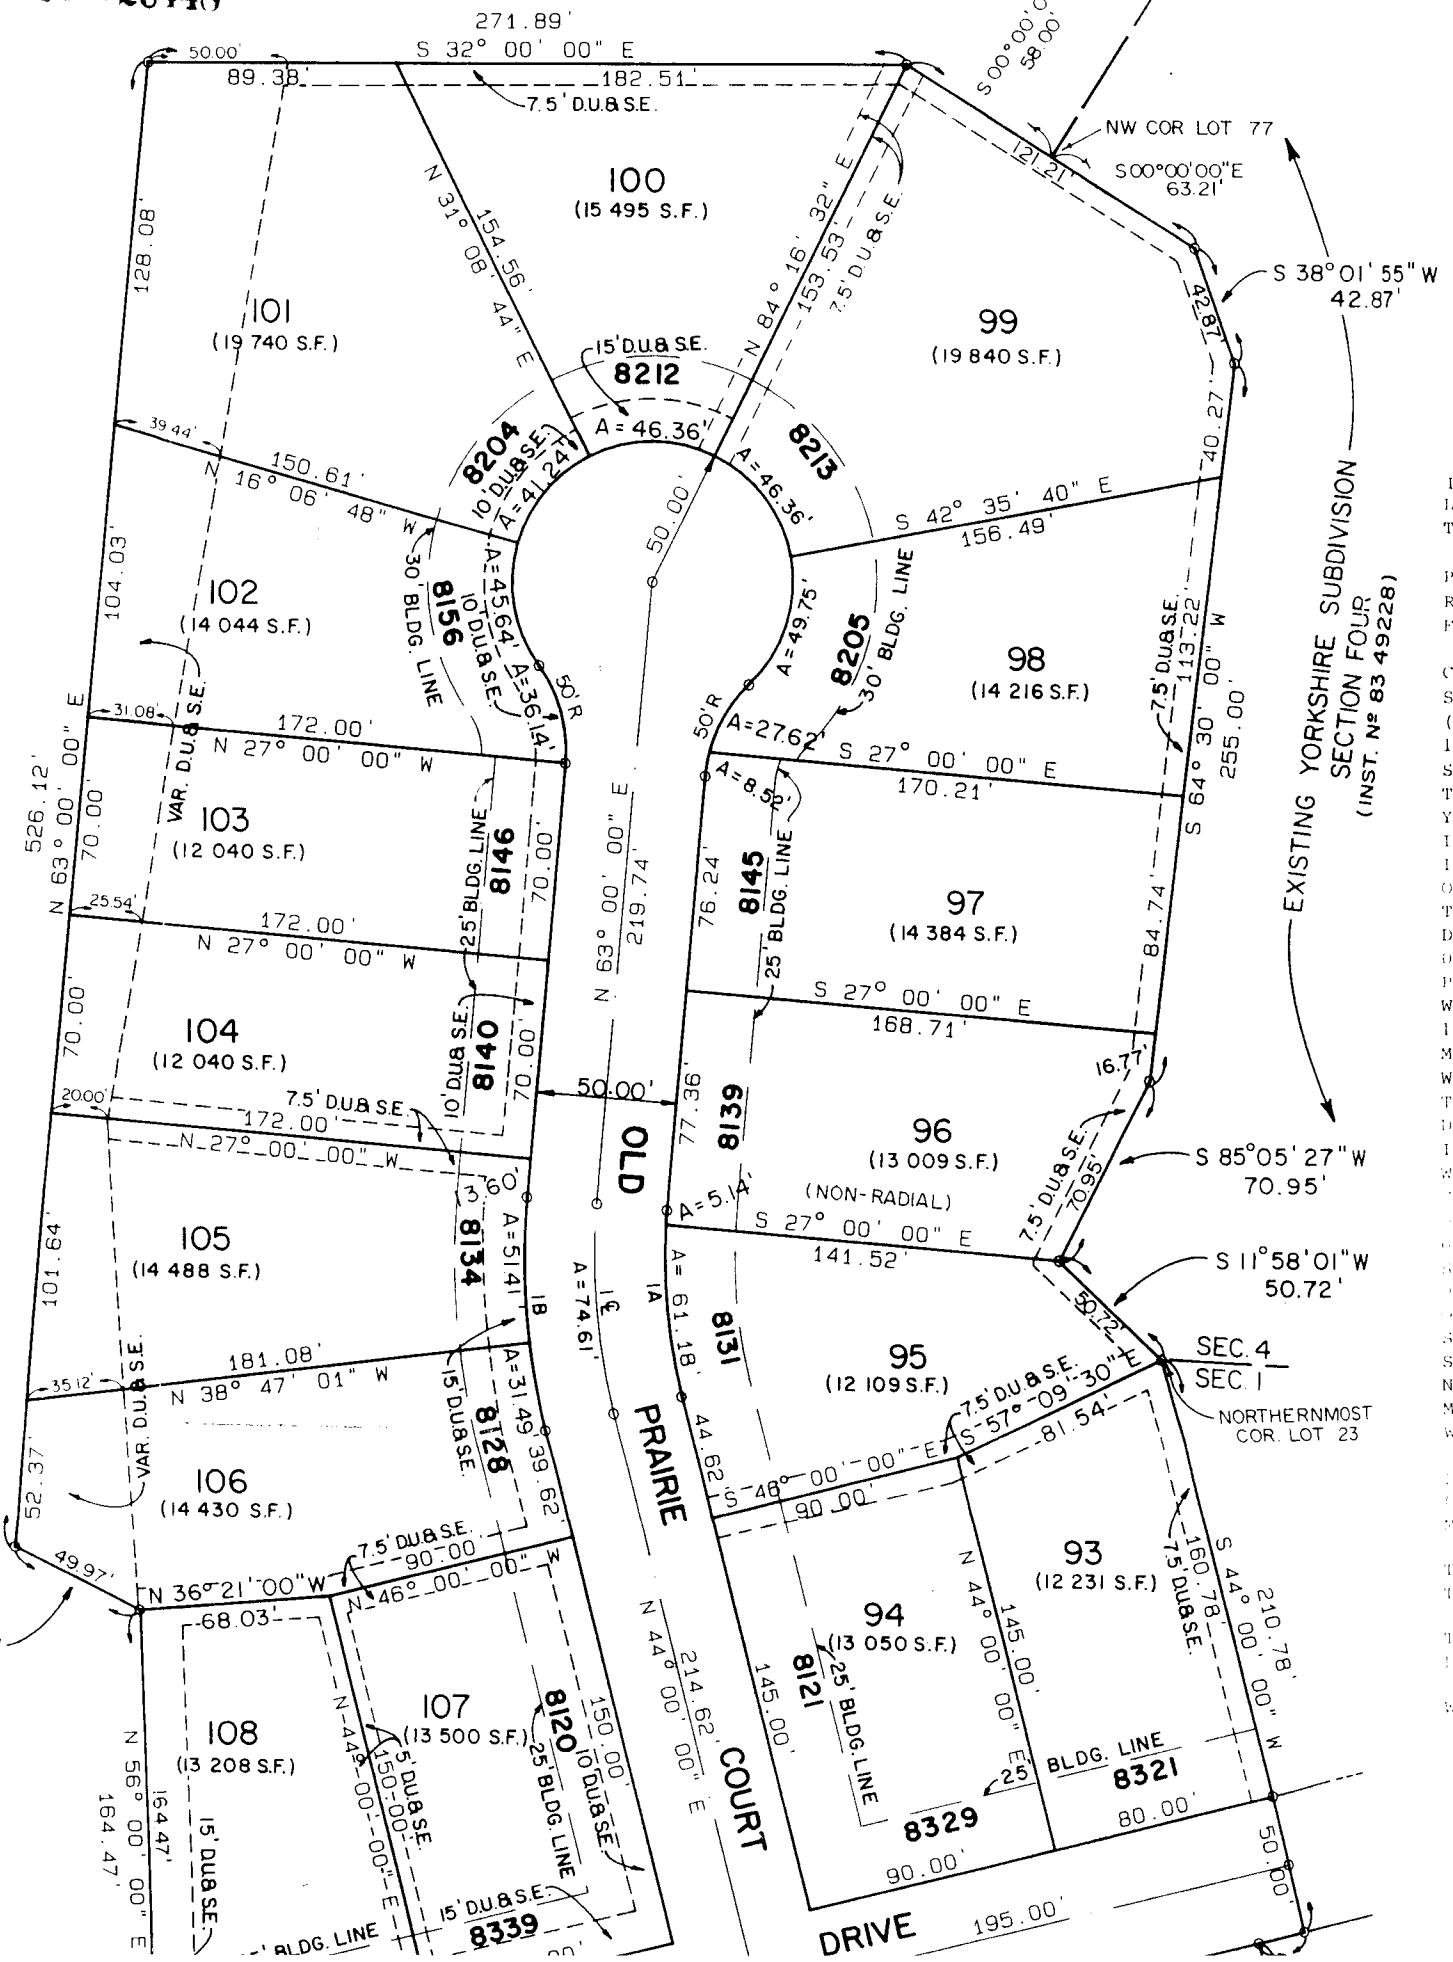 271.89'
S 32° 00' 00" E
50.00'
89.38'
182.51'
7.5' D.U.& S.E.
58.00'
NW COR LOT 77
121.21'
S 00°00'00"E
63.21'
S 38°01'55"W
42.87'
42.87'
40.27'
128.08'
N 31° 08' 44" E
154.56'
100
(15 495 S.F.)
N 84° 16' 32" E
153.53'
7.5' D.U.& S.E.
101
(19 740 S.F.)
99
(19 840 S.F.)
15' D.U.& S.E.
8212
A = 46.36'
8204
10' D.U.& S.E.
A = 41.24'
8213
A = 46.36'
50.00'
39.44'
150.61'
N 16° 06' 48" W
S 42° 35' 40" E
156.49'
104.03'
102
(14 044 S.F.)
30' BLDG. LINE
8156
10' D.U.& S.E.
A = 45.64'
A = 36.14'
50'R
A = 49.75'
8205
30' BLDG. LINE
98
(14 216 S.F.)
7.5' D.U.& S.E.
113.22'
S 64° 30' 00" W
255.00'
EXISTING YORKSHIRE SUBDIVISION
SECTION FOUR
(INST. Nº 83 49228)
50'R
A = 27.62'
31.08'
VAR. D.U.& S.E.
172.00'
N 27° 00' 00" W
S 27° 00' 00" E
170.21'
A = 8.52'
526.12'
N 63° 00' 00" E
70.00'
103
(12 040 S.F.)
25' BLDG. LINE
8146
70.00'
N 63° 00' 00" E
219.74'
76.24'
8145
25' BLDG. LINE
97
(14 384 S.F.)
84.74'
25.54'
172.00'
N 27° 00' 00" W
S 27° 00' 00" E
168.71'
70.00'
104
(12 040 S.F.)
10' D.U.& S.E.
8140
70.00'
50.00'
77.36'
8139
96
(13 009 S.F.)
(NON-RADIAL)
16.77'
7.5' D.U.& S.E.
70.95'
S 85°05'27"W
70.95'
20.00'
7.5' D.U.& S.E.
172.00'
N 27° 00' 00" W
13.60'
OLD
A = 5.14'
S 27° 00' 00" E
141.52'
S 11°58'01"W
50.72'
50.72'
101.64'
105
(14 488 S.F.)
8134
A = 51.41'
1B
A = 74.61'
1℄
1A
A = 61.18'
8131
95
(12 109 S.F.)
7.5' D.U.& S.E.
S 57° 09' 30" E
81.54'
SEC. 4
SEC. 1
NORTHERNMOST
COR. LOT 23
35.12'
VAR. D.U.& S.E.
181.08'
N 38° 47' 01" W
15' D.U.& S.E.
8128
A = 31.49'
39.62'
PRAIRIE
44.62'
S 46° 00' 00" E
90.00'
52.37'
106
(14 430 S.F.)
49.97'
N 36° 21' 00" W
68.03'
7.5' D.U.& S.E.
90.00
N 46° 00' 00" W
93
(12 231 S.F.)
160.78'
7.5' D.U.& S.E.
S 44° 00' 00" W
210.78'
94
(13 050 S.F.)
N 44° 00' 00" E
145.00'
8121
25' BLDG. LINE
145.00'
N 44° 00' 00" E
214.62'
107
(13 500 S.F.)
N 44° 00' 00" E
150.00'
15' D.U.& S.E.
8120
25' BLDG. LINE
10' D.U.& S.E.
150.00'
108
(13 208 S.F.)
N 56° 00' 00" E
164.47'
164.47'
15' D.U.& S.E.
COURT
25' BLDG. LINE
8321
8329
80.00'
90.00'
50.00'
15' D.U.& S.E.
8339
BLDG. LINE
DRIVE
195.00'